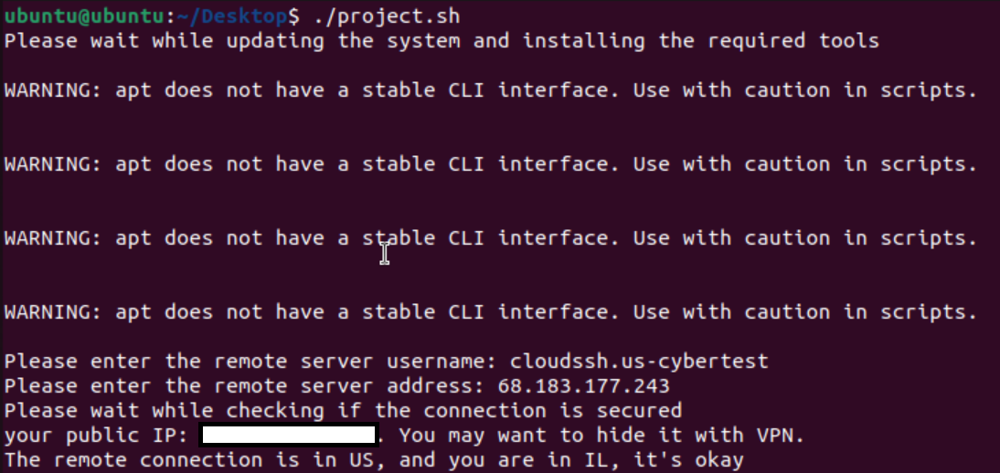 ubuntu@ubuntu:~/Desktop$ ./project.sh
Please wait while updating the system and installing the required tools
WARNING: apt does not have a stable CLI interface. Use with caution in scripts.
WARNING: apt does not have a stable CLI interface. Use with caution in scripts.
WARNING: apt does not have a stable CLI interface. Use with caution in scripts.
WARNING: apt does not have a stable CLI interface. Use with caution in scripts.
Please enter the remote server username: cloudssh.us-cybertest
Please enter the remote server address: 68.183.177.243
Please wait while checking if the connection is secured
your public IP: . You may want to hide it with VPN.
The remote connection is in US, and you are in IL, it's okay